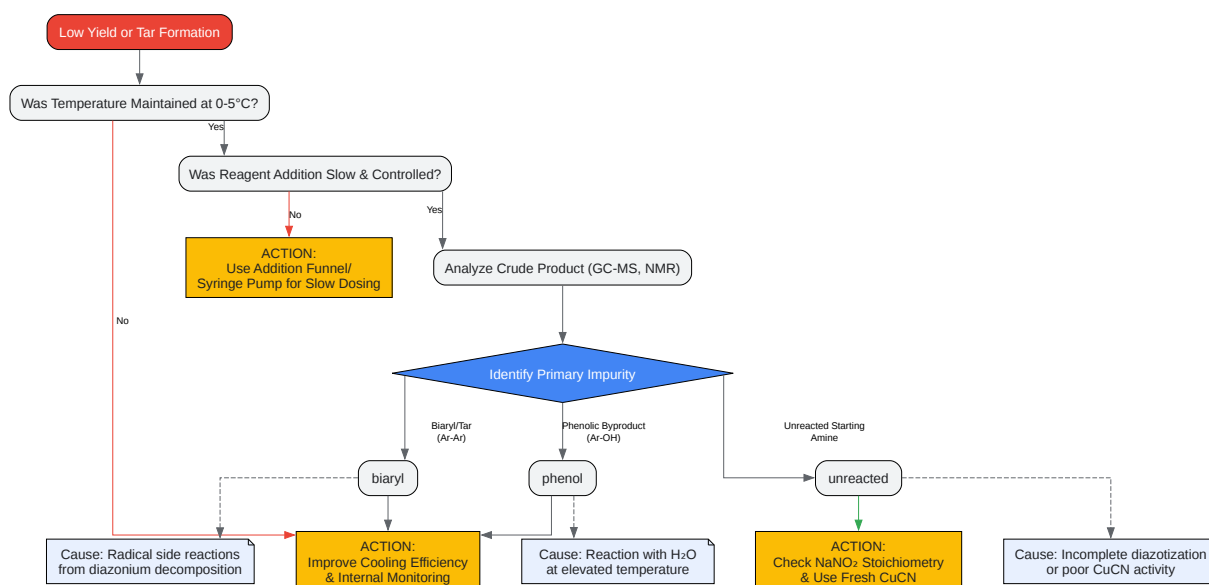 Low Yield or Tar Formation
Was Temperature Maintained at 0-5°C?
Yes
Was Reagent Addition Slow & Controlled?
No
Yes
ACTION:
Use Addition Funnel/
Syringe Pump for Slow Dosing
Analyze Crude Product (GC-MS, NMR)
No
Identify Primary Impurity
Biaryl/Tar
(Ar-Ar)
Phenolic Byproduct
(Ar-OH)
Unreacted Starting
Amine
biaryl
phenol
unreacted
Cause: Radical side reactions
from diazonium decomposition
ACTION:
Improve Cooling Efficiency
& Internal Monitoring
Cause: Reaction with H₂O
at elevated temperature
ACTION:
Check NaNO₂ Stoichiometry
& Use Fresh CuCN
Cause: Incomplete diazotization
or poor CuCN activity